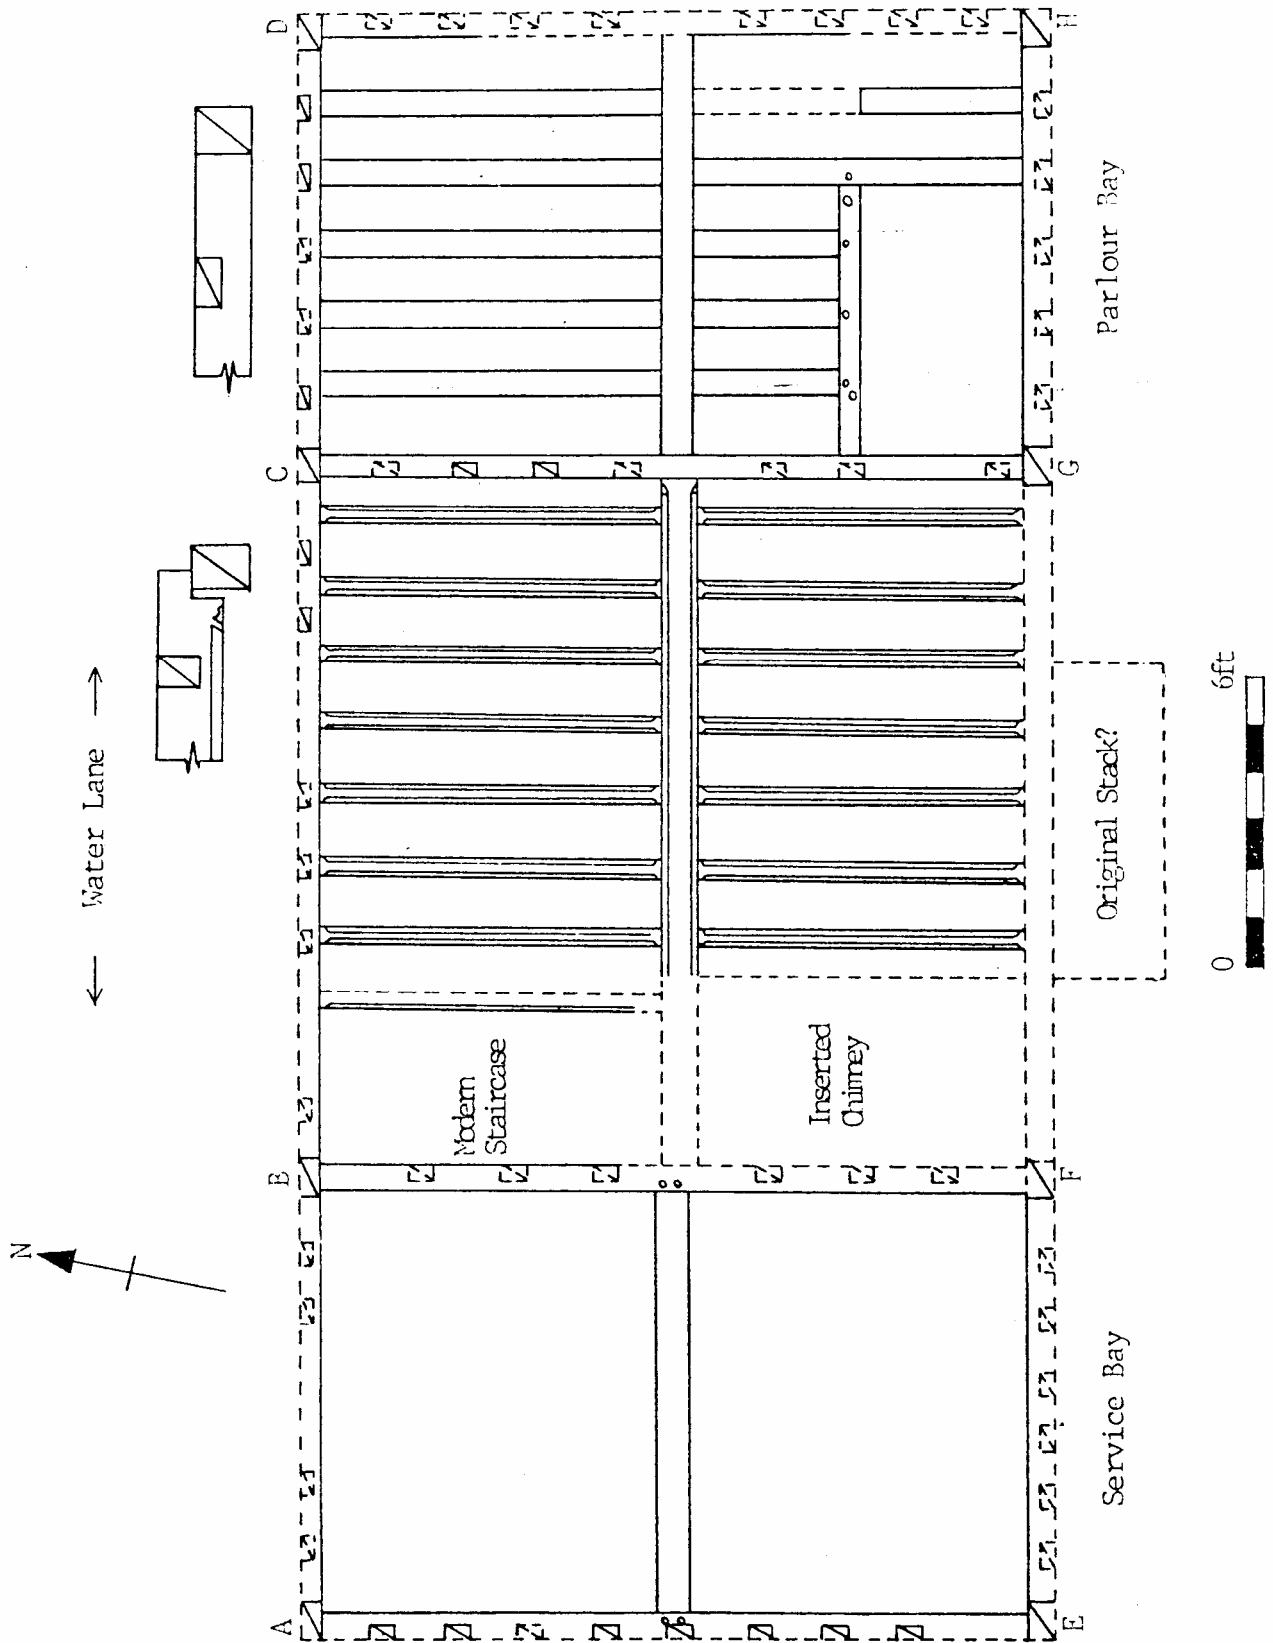 N
← Water Lane →
A
B
C
D
Modern
Staircase
Inserted
Chimney
Original Stack?
E
F
G
H
Service Bay
Parlour Bay
0
6ft